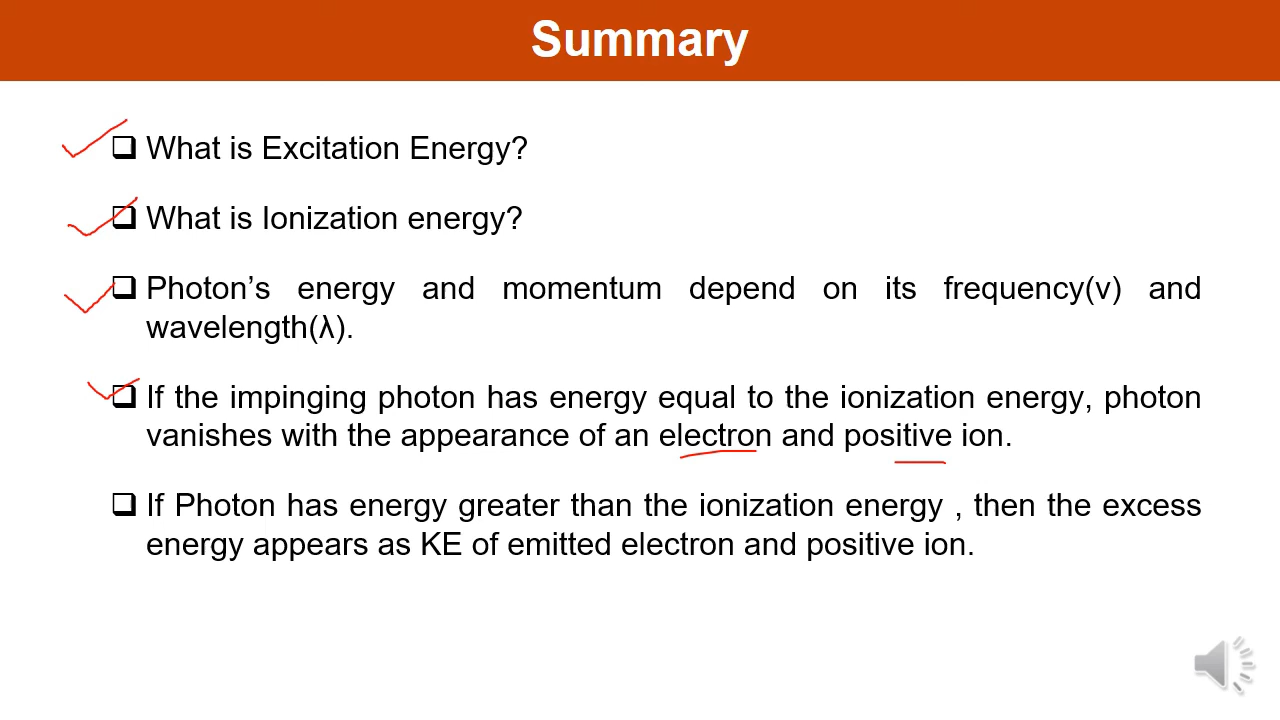 Summary
❑ What is Excitation Energy?
❑ What is Ionization energy?
❑ Photon’s energy and momentum depend on its frequency(ν) and
wavelength(λ).
❑ If the impinging photon has energy equal to the ionization energy, photon
vanishes with the appearance of an electron and positive ion.
❑ If Photon has energy greater than the ionization energy , then the excess
energy appears as KE of emitted electron and positive ion.